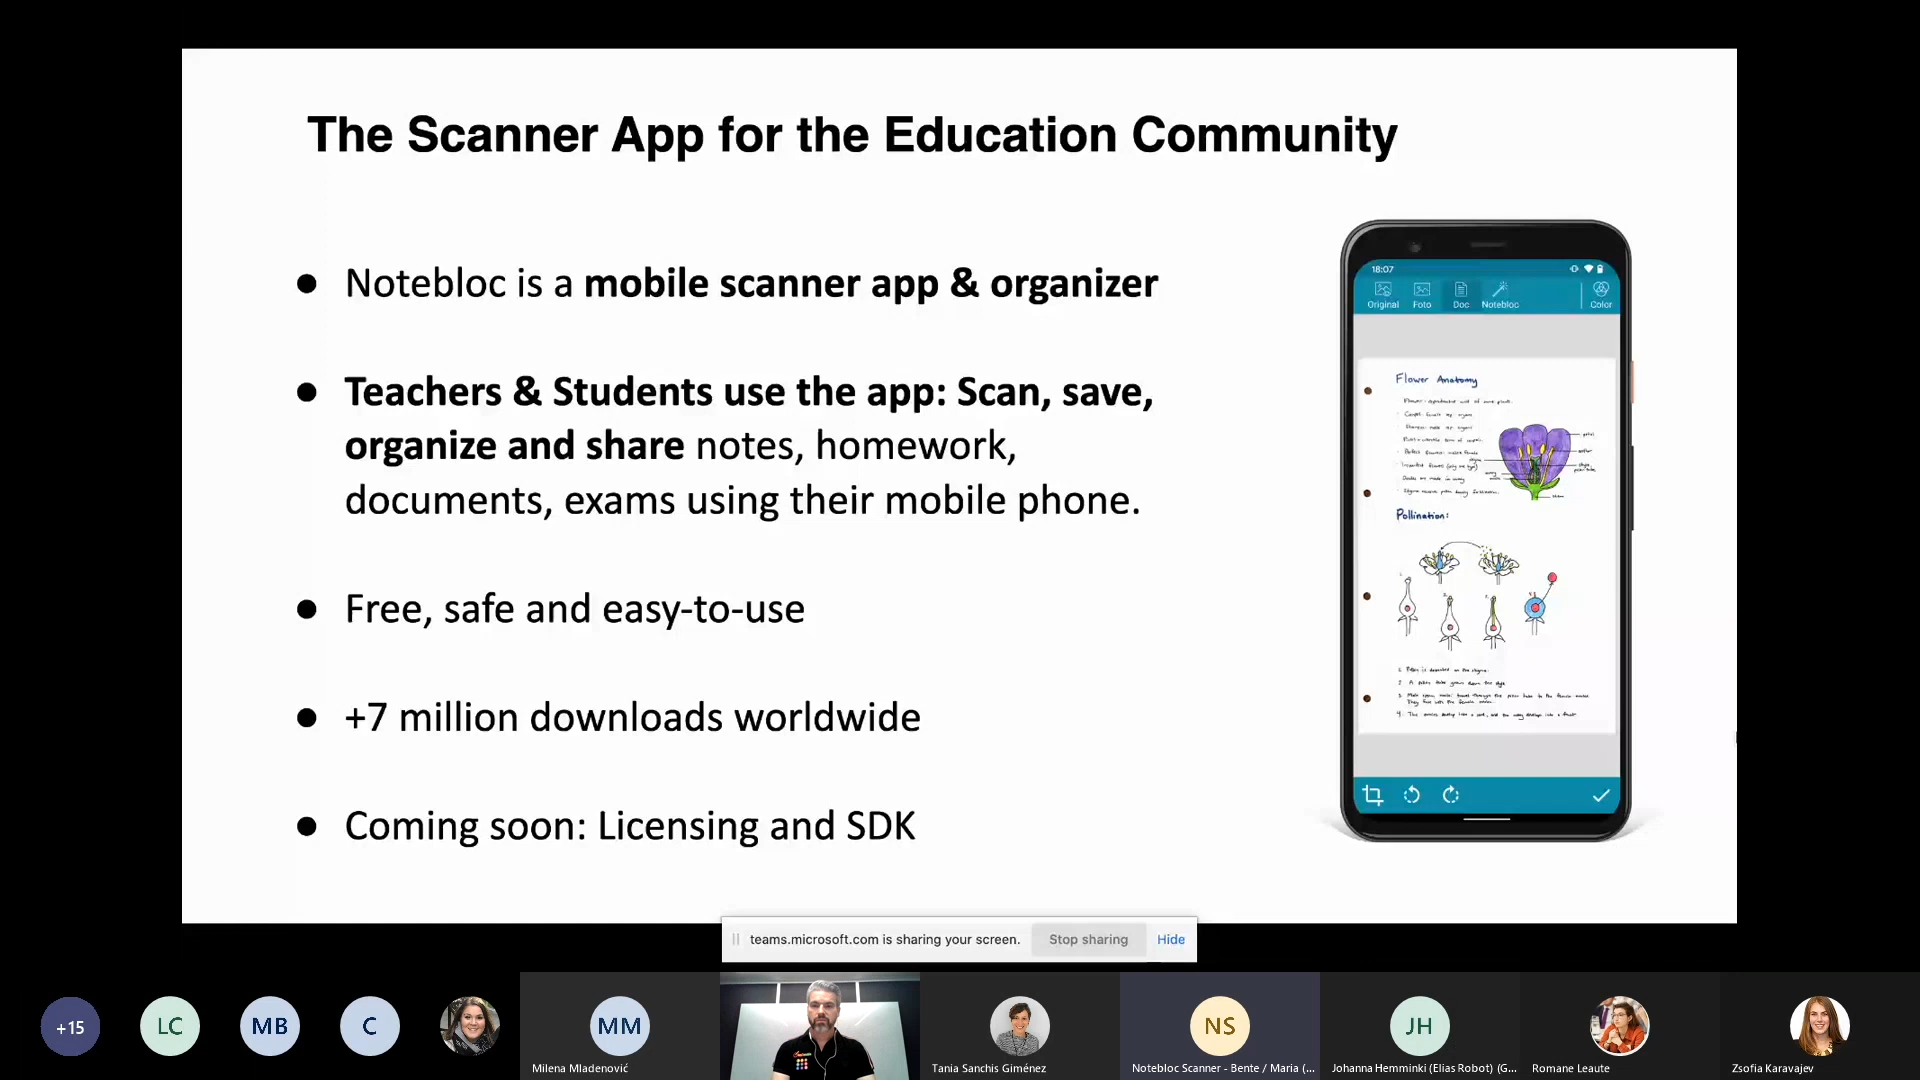 The Scanner App for the Education Community
● Notebloc is a mobile scanner app & organizer
● Teachers & Students use the app: Scan, save,
organize and share notes, homework,
documents, exams using their mobile phone.
● Free, safe and easy-to-use
● +7 million downloads worldwide
● Coming soon: Licensing and SDK
18:07
Original Foto Doc Notebloc Color
Flower Anatomy
Pollination:
teams.microsoft.com is sharing your screen. Stop sharing Hide
+15 LC MB C MM NS JH
Milena Mladenović Tania Sanchis Giménez Notebloc Scanner - Bente / Maria (... Johanna Hemminki (Elias Robot) (G... Romane Leaute Zsofia Karavajev